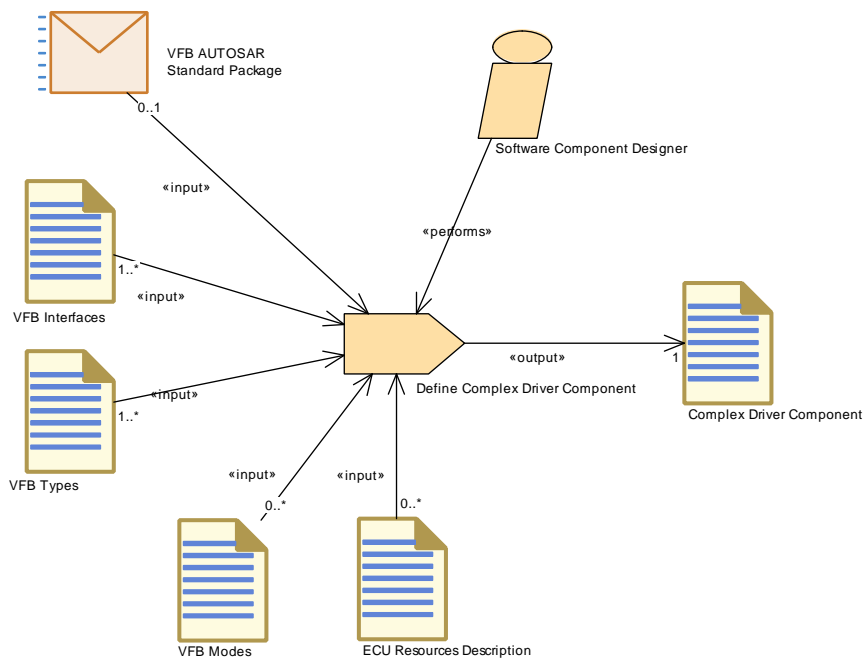 VFB AUTOSAR
Standard Package
0..1
Software Component Designer
«input»
«performs»
1..*
«input»
VFB Interfaces
«output»
1
«input»
Define Complex Driver Component
1..*
Complex Driver Component
VFB Types
«input»
«input»
0..*
0..*
VFB Modes
ECU Resources Description